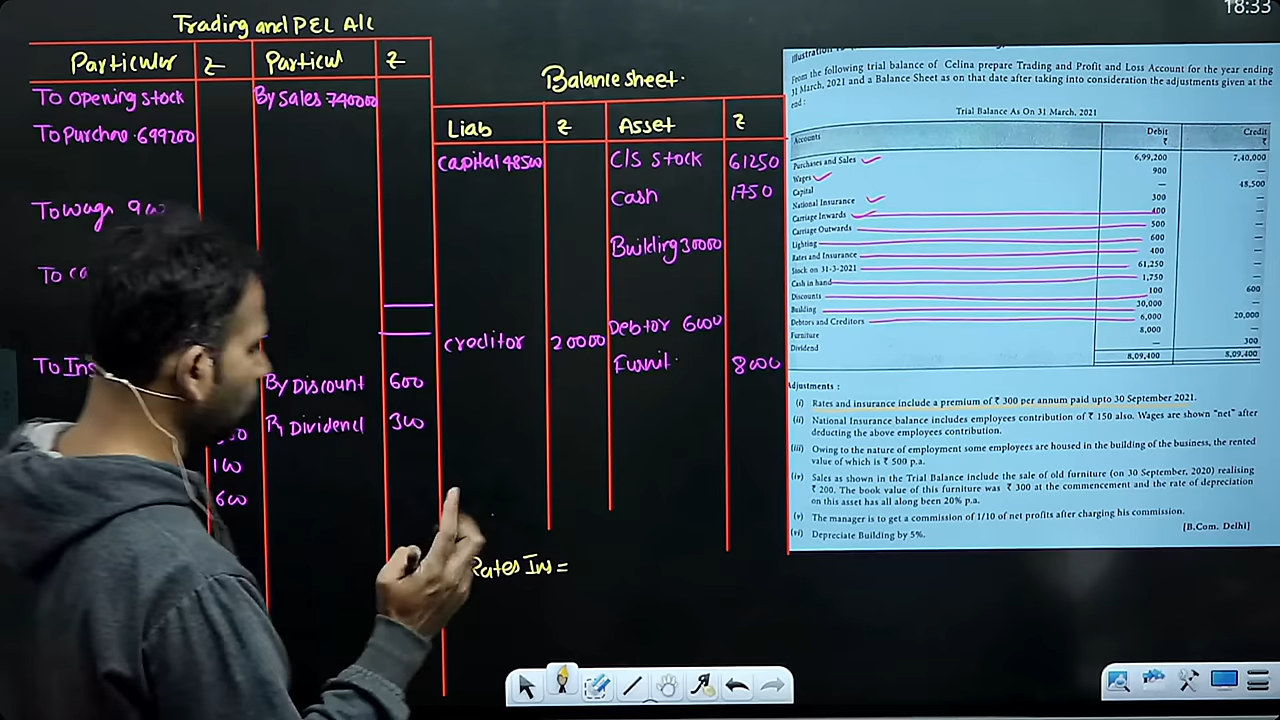 18:33
Trading and P&L A/c
Particular ₹ Particul ₹
To Opening stock
By Sales 740000
To Purchase 699200
To wage 900
To Ins
By Discount 600
By Dividend 300
100
600
Balance sheet
Liab ₹ Asset ₹
Capital 48500
C/s Stock 61250
Cash 1750
Building 30000
creditor 20000
Debtor 6000
Furnit. 8000
Rates Ins =
From the following trial balance of Celina prepare Trading and Profit and Loss Account for the year ending
31 March, 2021 and a Balance Sheet as on that date after taking into consideration the adjustments given at the
end :
Trial Balance As On 31 March, 2021
Accounts Debit ₹ Credit ₹
Purchases and Sales 6,99,200 7,40,000
Wages 900 —
Capital — 48,500
National Insurance 300 —
Carriage Inwards 400 —
Carriage Outwards 500 —
Lighting 600 —
Rates and Insurance 400 —
Stock on 31-3-2021 61,250 —
Cash in hand 1,750 —
Discounts 100 600
Building 30,000 —
Debtors and Creditors 6,000 20,000
Furniture 8,000 —
Dividend — 300
8,09,400 8,09,400
Adjustments :
(i) Rates and insurance include a premium of ₹ 300 per annum paid upto 30 September 2021.
(ii) National Insurance balance includes employees contribution of ₹ 150 also. Wages are shown "net" after
deducting the above employees contribution.
(iii) Owing to the nature of employment some employees are housed in the building of the business, the rented
value of which is ₹ 500 p.a.
(iv) Sales as shown in the Trial Balance include the sale of old furniture (on 30 September, 2020) realising
₹ 200. The book value of this furniture was ₹ 300 at the commencement and the rate of depreciation
on this asset has all along been 20% p.a.
(v) The manager is to get a commission of 1/10 of net profits after charging his commission.
[B.Com. Delhi]
(vi) Depreciate Building by 5%.